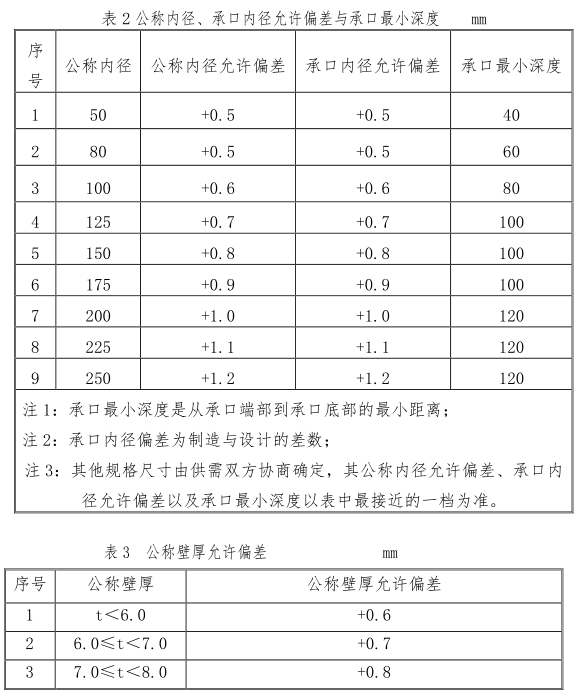 表 2 公称内径、承口内径允许偏差与承口最小深度 mm
序号 公称内径 公称内径允许偏差 承口内径允许偏差 承口最小深度
1 50 +0.5 +0.5 40
2 80 +0.5 +0.5 60
3 100 +0.6 +0.6 80
4 125 +0.7 +0.7 100
5 150 +0.8 +0.8 100
6 175 +0.9 +0.9 100
7 200 +1.0 +1.0 120
8 225 +1.1 +1.1 120
9 250 +1.2 +1.2 120
注 1：承口最小深度是从承口端部到承口底部的最小距离；
注 2：承口内径偏差为制造与设计的差数；
注 3：其他规格尺寸由供需双方协商确定，其公称内径允许偏差、承口内
径允许偏差以及承口最小深度以表中最接近的一档为准。
表 3 公称壁厚允许偏差 mm
序号 公称壁厚 公称壁厚允许偏差
1 t＜6.0 +0.6
2 6.0≤t＜7.0 +0.7
3 7.0≤t＜8.0 +0.8